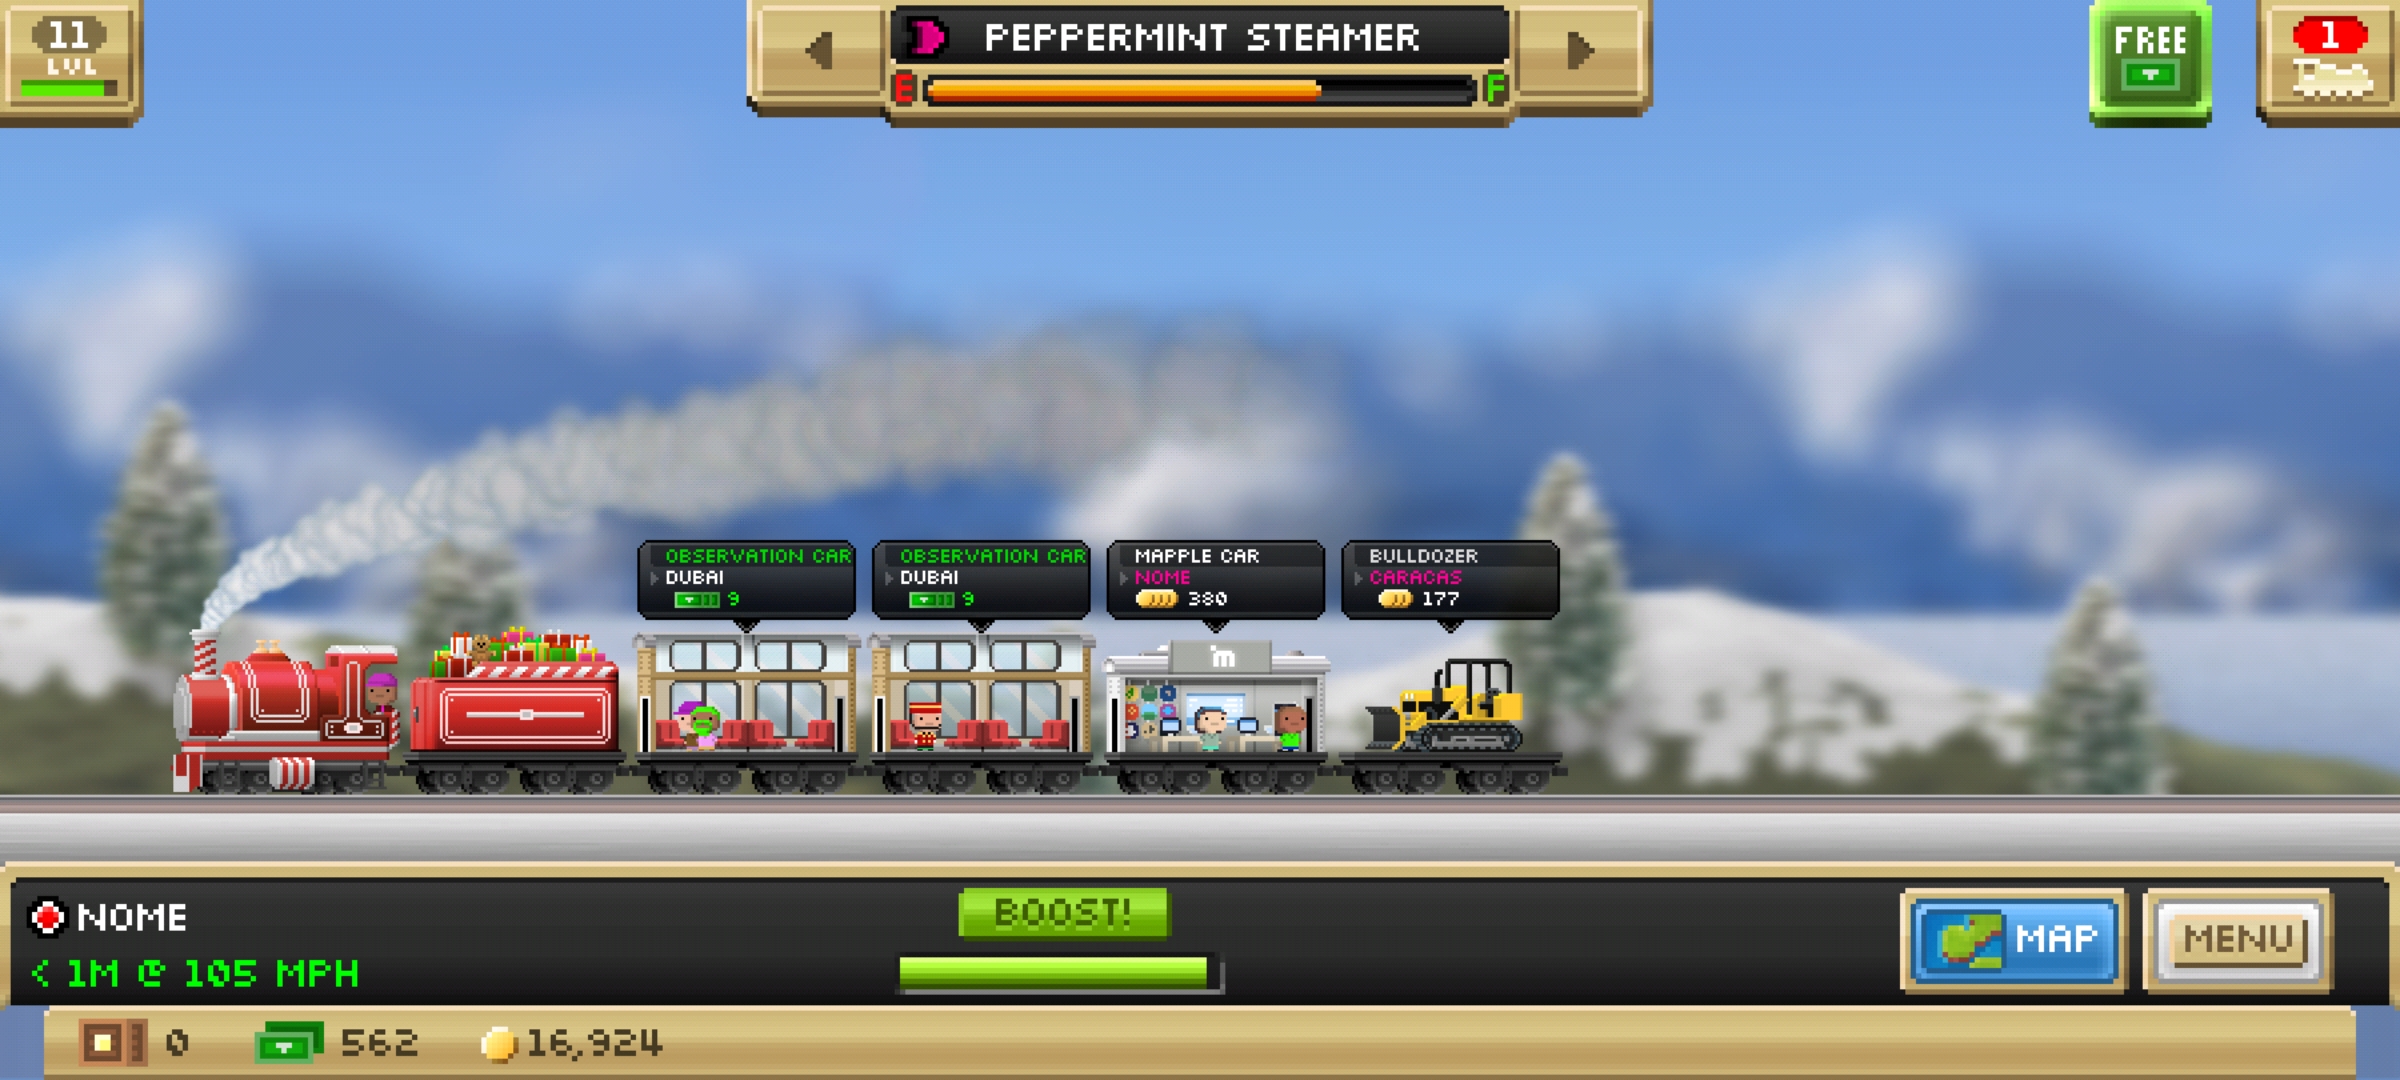 11
LVL
PEPPERMINT STEAMER
E F
FREE
1
OBSERVATION CAR
DUBAI
9
OBSERVATION CAR
DUBAI
9
MAPPLE CAR
NOME
380
BULLDOZER
CARACAS
177
m
NOME
< 1M @ 105 MPH
BOOST!
MAP
MENU
0
562
16,924